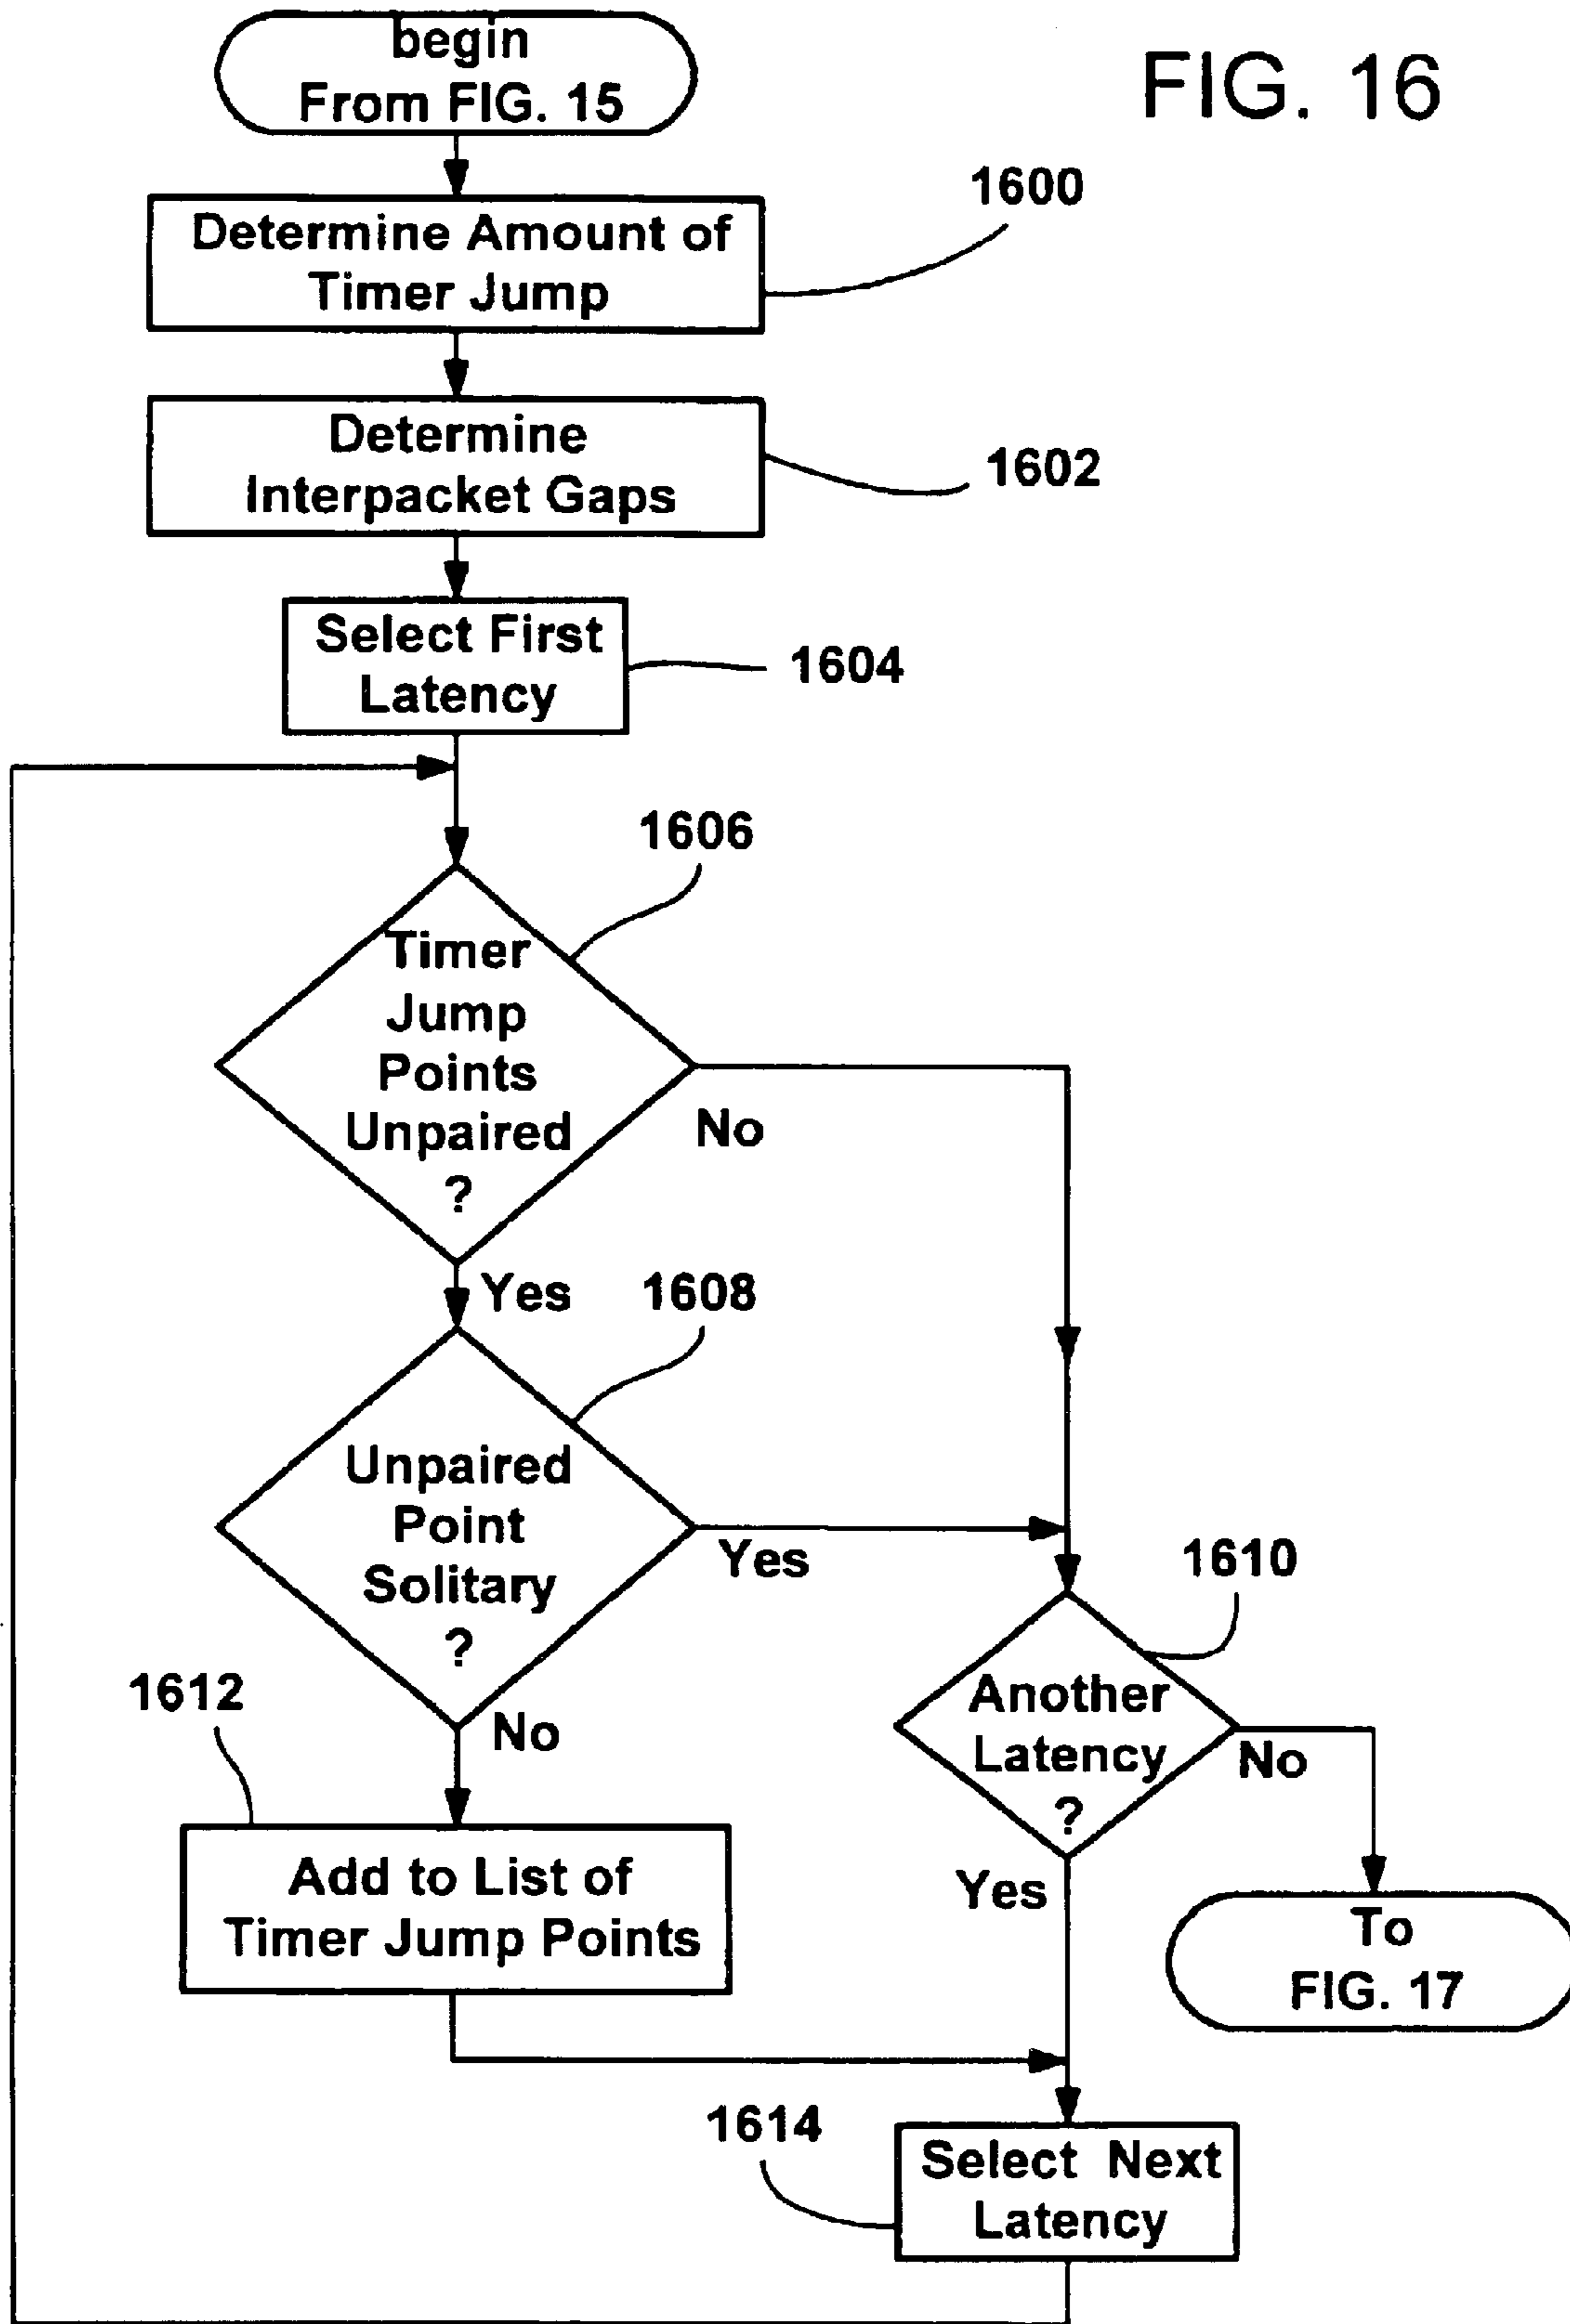 begin
From FIG. 15
FIG. 16
1600
Determine Amount of
Timer Jump
Determine
Interpacket Gaps
1602
Select First
Latency
1604
1606
Timer
Jump
Points
Unpaired
?
No
Yes
1608
Unpaired
Point
Solitary
?
Yes
1610
1612
No
Another
Latency
?
No
Add to List of
Timer Jump Points
Yes
To
FIG. 17
1614
Select Next
Latency